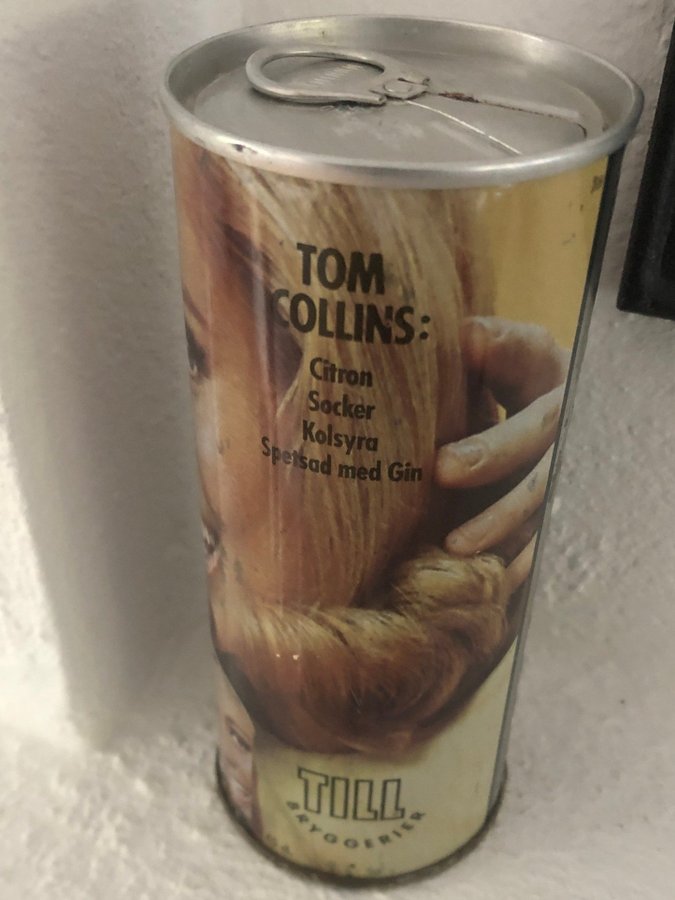 TOM
COLLINS:
Citron
Socker
Kolsyra
Spetsad med Gin
TILL
BRYGGERIER